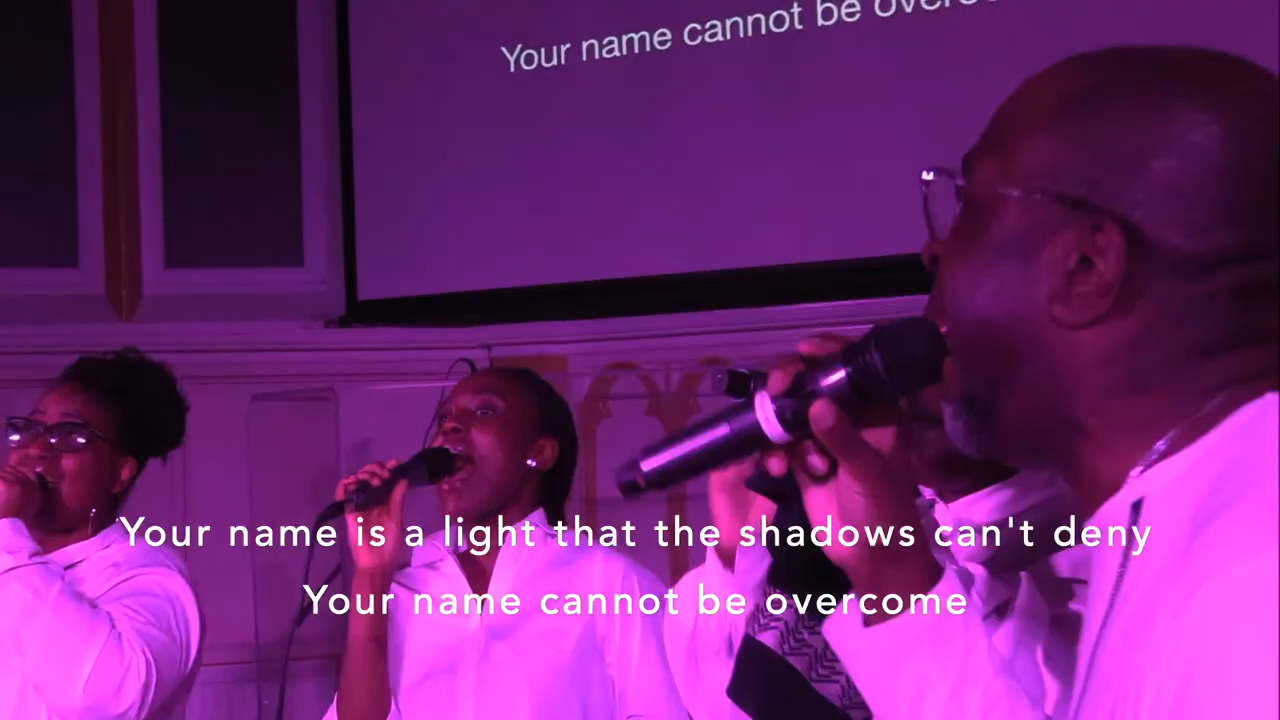 Your name cannot be
Your name is a light that the shadows can't deny
Your name cannot be overcome